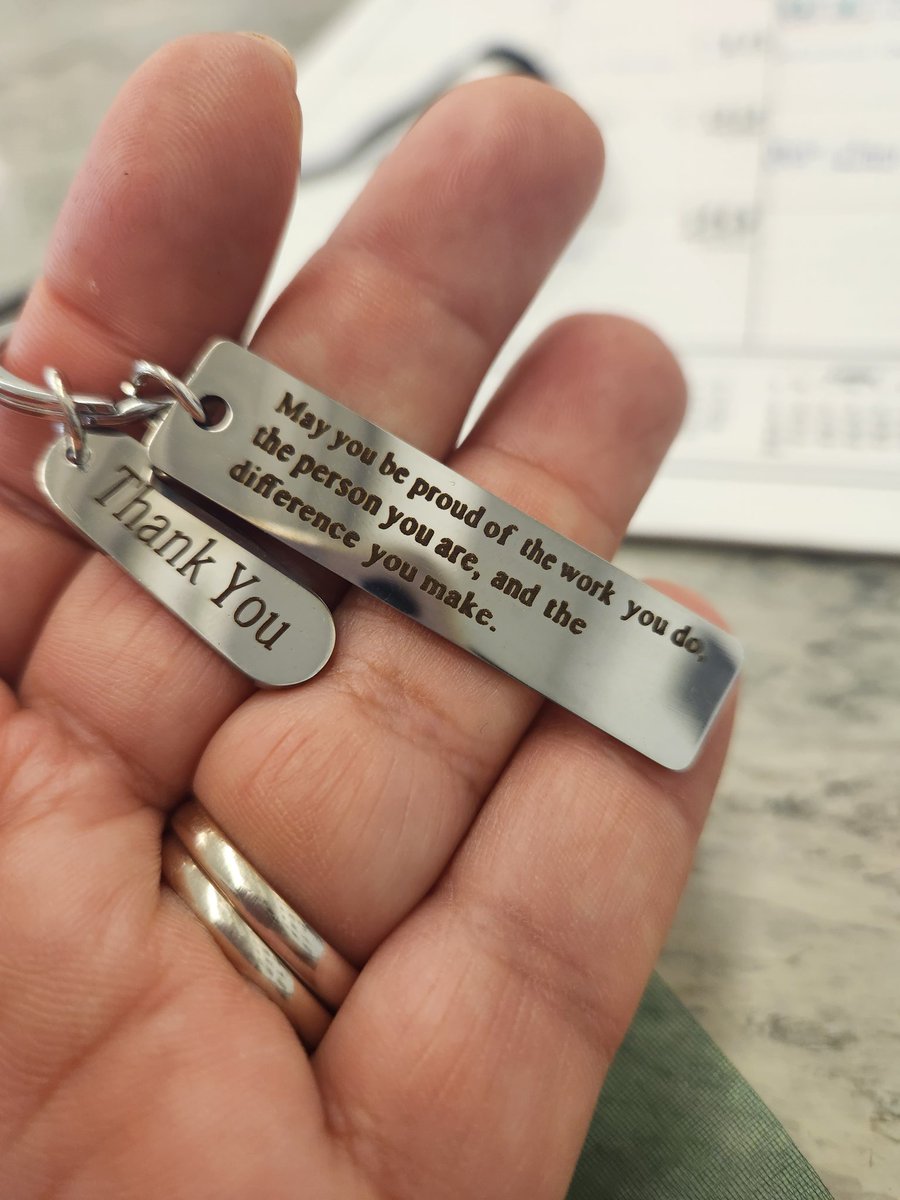 May you be proud of the work you do,
the person you are, and the
difference you make.
Thank You